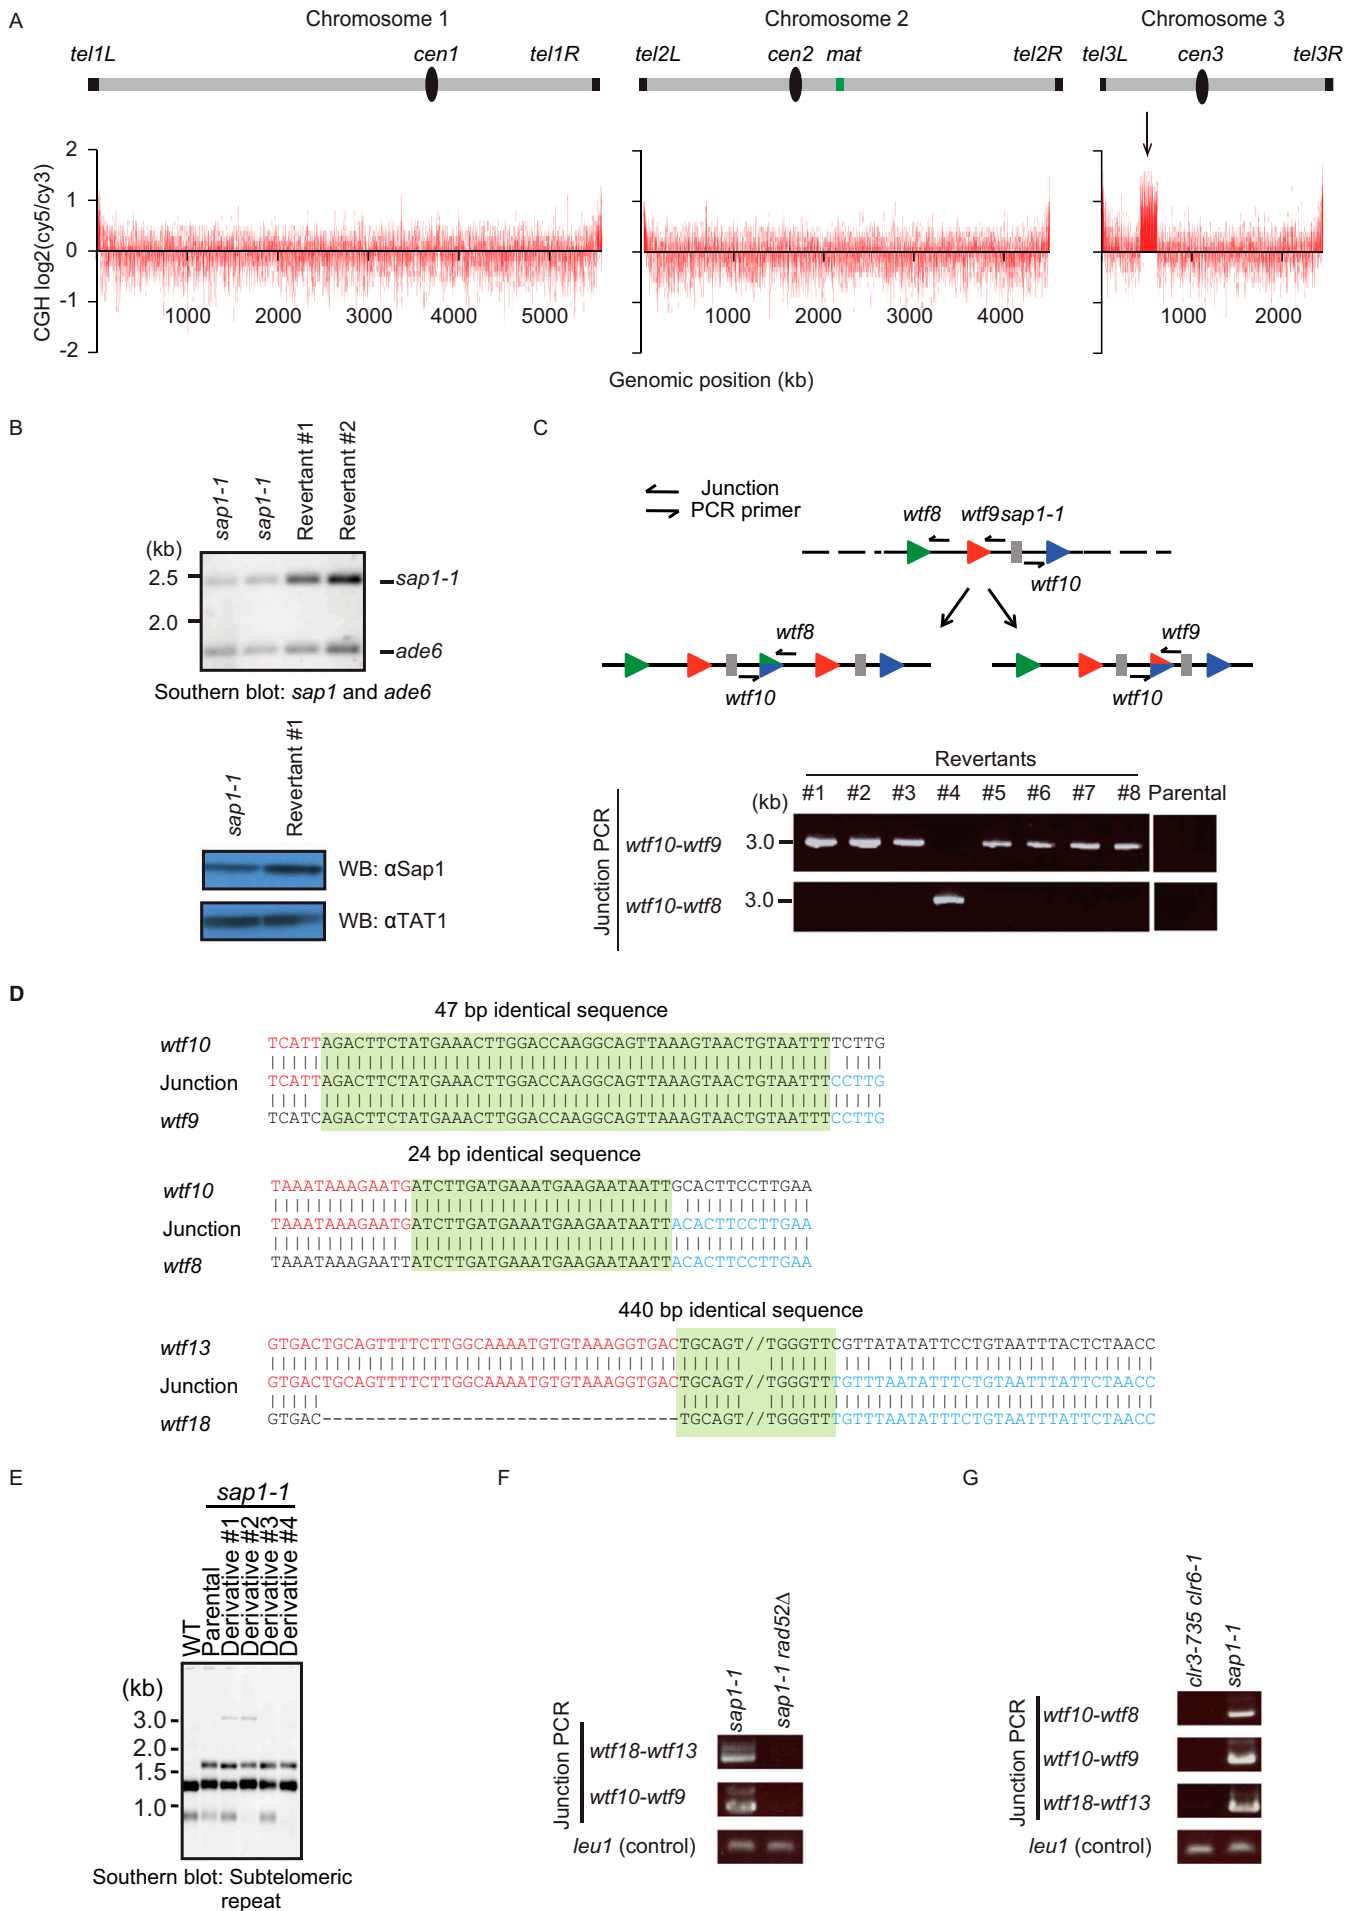 A
Chromosome 1
Chromosome 2
Chromosome 3
tel1L
cen1
tel1R
tel2L
cen2
mat
tel2R
tel3L
cen3
tel3R
CGH log2(cy5/cy3)
2
1
0
-1
-2
1000
2000
3000
4000
5000
1000
2000
3000
4000
1000
2000
Genomic position (kb)
B
sap1-1
sap1-1
Revertant #1
Revertant #2
(kb)
2.5
2.0
sap1-1
ade6
Southern blot: sap1 and ade6
sap1-1
Revertant #1
WB: αSap1
WB: αTAT1
C
Junction
PCR primer
wtf8
wtf9
sap1-1
wtf10
wtf8
wtf10
wtf9
wtf10
Revertants
(kb)
#1
#2
#3
#4
#5
#6
#7
#8
Parental
Junction PCR
wtf10-wtf9
3.0
wtf10-wtf8
3.0
D
47 bp identical sequence
wtf10
TCATTAGACTTCTATGAAACTTGGACCAAGGCAGTTAAAGTAACTGTAATTTTCTTG
Junction
TCATTAGACTTCTATGAAACTTGGACCAAGGCAGTTAAAGTAACTGTAATTTCCTTG
wtf9
TCATCAGACTTCTATGAAACTTGGACCAAGGCAGTTAAAGTAACTGTAATTTCCTTG
24 bp identical sequence
wtf10
TAAATAAAGAATGATCTTGATGAAATGAAGAATAATTGCACTTCCTTGAA
Junction
TAAATAAAGAATGATCTTGATGAAATGAAGAATAATTACACTTCCTTGAA
wtf8
TAAATAAAGAATTATCTTGATGAAATGAAGAATAATTACACTTCCTTGAA
440 bp identical sequence
wtf13
GTGACTGCAGTTTTCTTGGCAAAATGTGTAAAGGTGACTGCAGT//TGGGTTCGTTATATATTCCTGTAATTTACTCTAACC
Junction
GTGACTGCAGTTTTCTTGGCAAAATGTGTAAAGGTGACTGCAGT//TGGGTTTGTTTAATATTTCTGTAATTTATTCTAACC
wtf18
GTGAC---------------------------------TGCAGT//TGGGTTTGTTTAATATTTCTGTAATTTATTCTAACC
E
sap1-1
WT
Parental
Derivative #1
Derivative #2
Derivative #3
Derivative #4
(kb)
3.0
2.0
1.5
1.0
Southern blot: Subtelomeric
repeat
F
sap1-1
sap1-1 rad52Δ
Junction PCR
wtf18-wtf13
wtf10-wtf9
leu1 (control)
G
clr3-735 clr6-1
sap1-1
Junction PCR
wtf10-wtf8
wtf10-wtf9
wtf18-wtf13
leu1 (control)